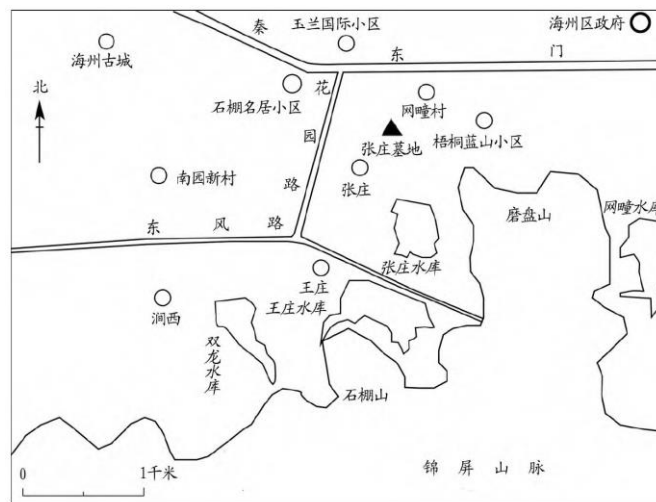 海州区政府
玉兰国际小区
秦东门
海州古城
北
石棚名居小区
花园路
网疃村
张庄墓地
梧桐蓝山小区
张庄
南园新村
磨盘山
网疃水库
东风路
张庄水库
王庄
王庄水库
涧西
双龙水库
石棚山
0 1千米
锦屏山脉